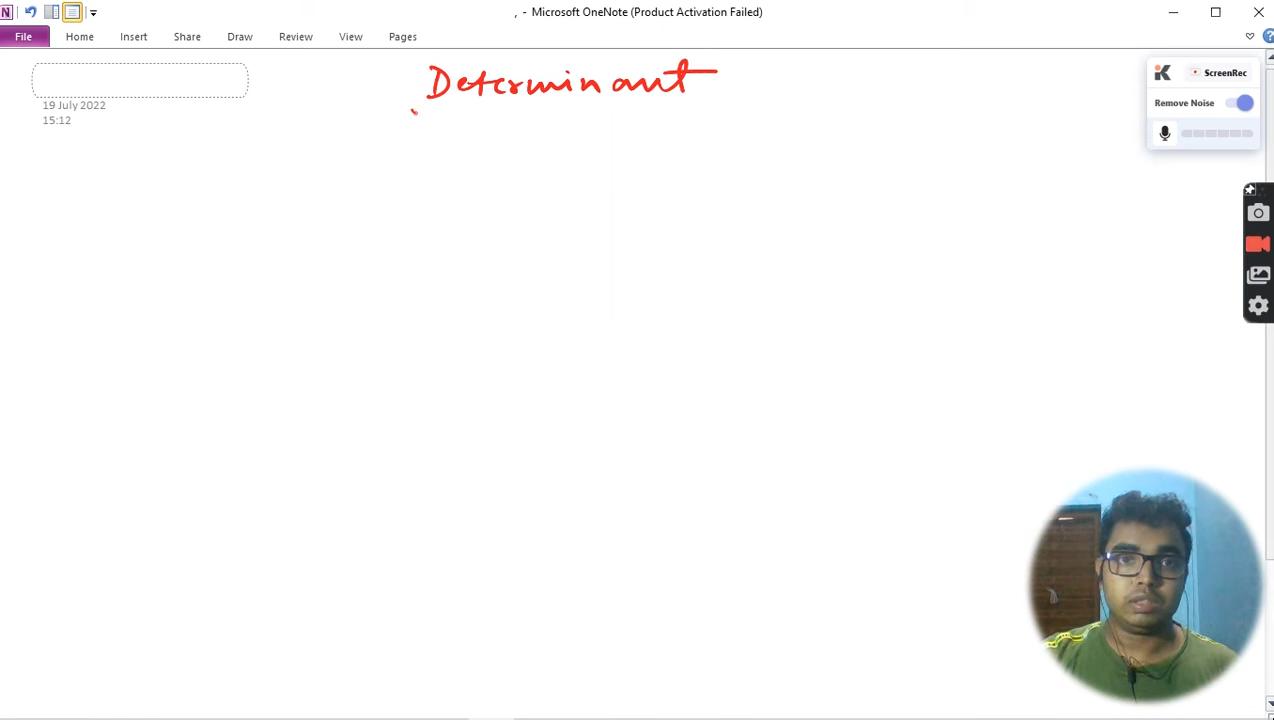 , - Microsoft OneNote (Product Activation Failed)
File Home Insert Share Draw Review View Pages
Determinant
19 July 2022
15:12
ScreenRec
Remove Noise